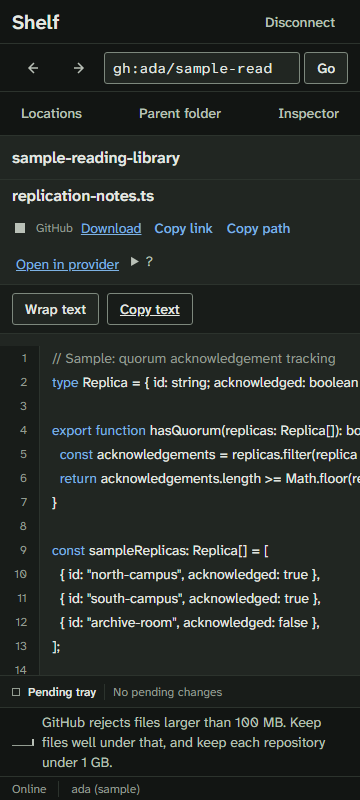 Shelf Disconnect
← → gh:ada/sample-read Go
Locations Parent folder Inspector
sample-reading-library
replication-notes.ts
GitHub Download Copy link Copy path
Open in provider ▶ ?
Wrap text Copy text
1 // Sample: quorum acknowledgement tracking
2 type Replica = { id: string; acknowledged: boolean
3
4 export function hasQuorum(replicas: Replica[]): bo
5 const acknowledgements = replicas.filter(replica
6 return acknowledgements.length >= Math.floor(re
7 }
8
9 const sampleReplicas: Replica[] = [
10 { id: "north-campus", acknowledged: true },
11 { id: "south-campus", acknowledged: true },
12 { id: "archive-room", acknowledged: false },
13 ];
14
Pending tray No pending changes
GitHub rejects files larger than 100 MB. Keep
files well under that, and keep each repository
under 1 GB.
Online ada (sample)